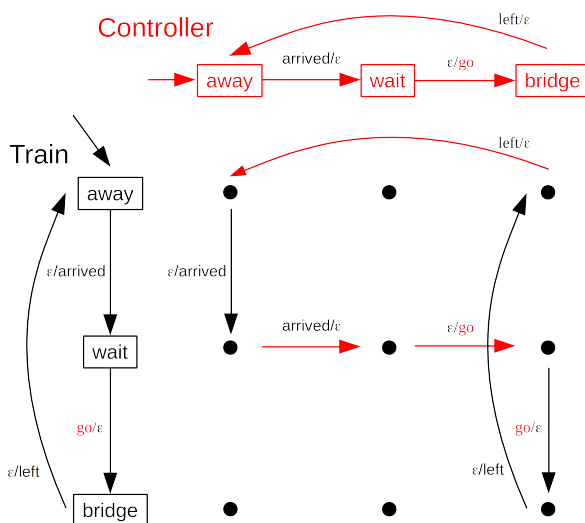 left/ε
Controller
arrived/ε
ε/go
away
wait
bridge
Train
left/ε
away
ε/arrived
ε/arrived
arrived/ε
ε/go
wait
go/ε
go/ε
ε/left
ε/left
bridge